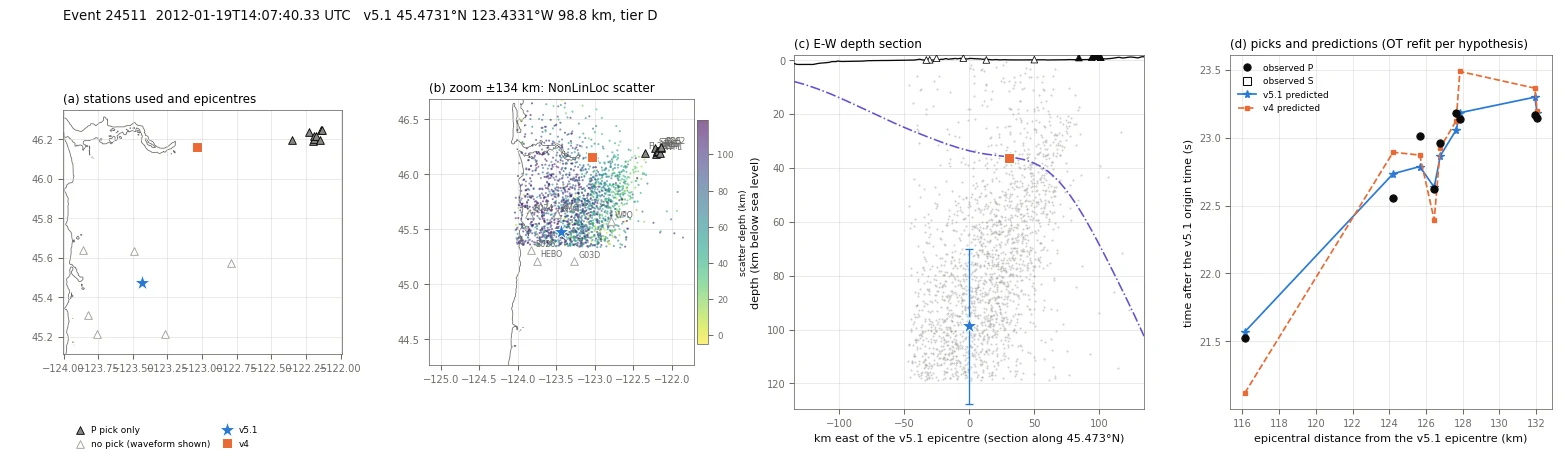 Event 24511  2012-01-19T14:07:40.33 UTC   v5.1 45.4731°N 123.4331°W 98.8 km, tier D
(a) stations used and epicentres
46.2
46.0
45.8
45.6
45.4
45.2
−124.00 −123.75 −123.50 −123.25 −123.00 −122.75 −122.50 −122.25 −122.00
P pick only
no pick (waveform shown)
v5.1
v4
(b) zoom ±134 km: NonLinLoc scatter
46.5
46.0
45.5
45.0
44.5
−125.0 −124.5 −124.0 −123.5 −123.0 −122.5 −122.0
HEBO
G03D
100
80
60
40
20
0
scatter depth (km)
(c) E-W depth section
0
20
40
60
80
100
120
depth (km below sea level)
−100 −50 0 50 100
km east of the v5.1 epicentre (section along 45.473°N)
(d) picks and predictions (OT refit per hypothesis)
observed P
observed S
v5.1 predicted
v4 predicted
23.5
23.0
22.5
22.0
21.5
time after the v5.1 origin time (s)
116 118 120 122 124 126 128 130 132
epicentral distance from the v5.1 epicentre (km)